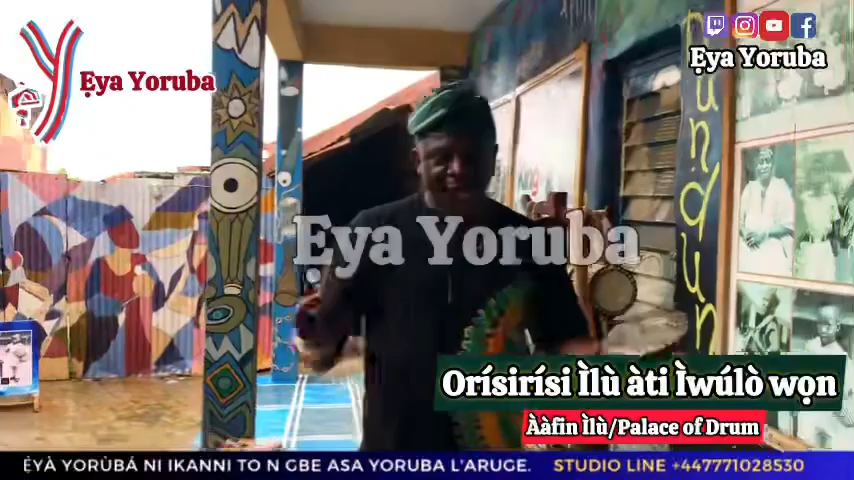 Ẹya Yoruba
Ẹya Yoruba
Ẹya Yoruba
Orísirísi Ìlù àti Ìwúlò wọn
Ààfin Ìlù/Palace of Drum
ẸYÀ YORÙBÁ NI IKANNI TO N GBE ASA YORUBA L'ARUGE.
STUDIO LINE +447771028530